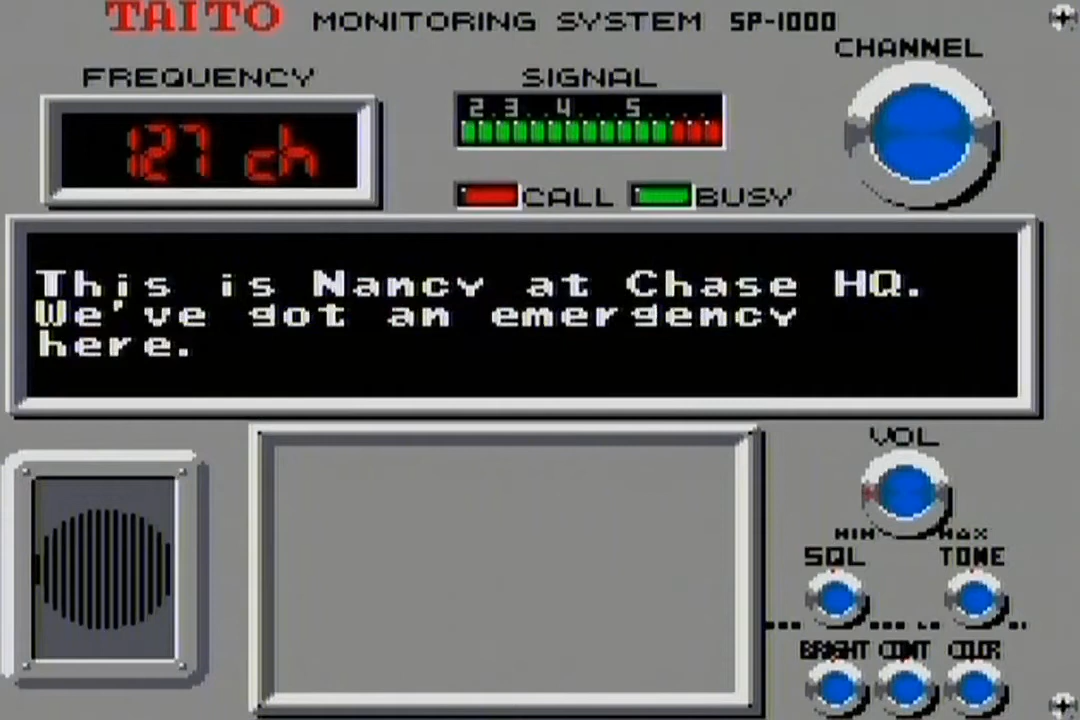 TAITO MONITORING SYSTEM SP-1000
CHANNEL
FREQUENCY
SIGNAL
2.3...4...5....
127 ch
CALL BUSY
This is Nancy at Chase HQ.
We've got an emergency
here.
VOL
MIN MAX
SQL TONE
BRIGHT CONT COLOR